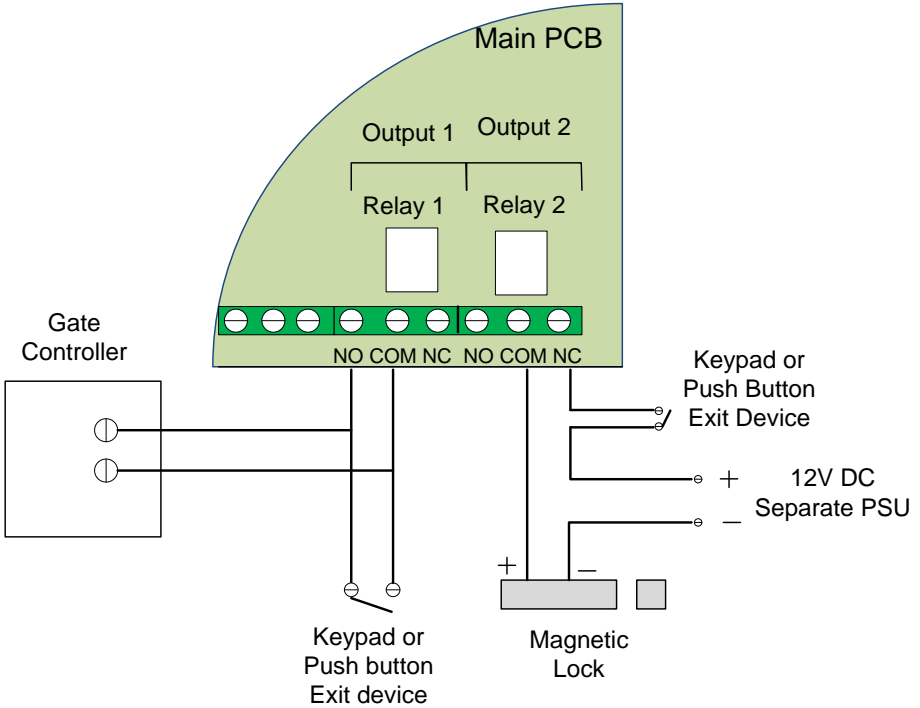 Main PCB
Output 1
Output 2
Relay 1
Relay 2
Gate
Controller
NO COM NC NO COM NC
Keypad or
Push Button
Exit Device
+ 12V DC
Separate PSU
−
+ −
Keypad or
Push button
Exit device
Magnetic
Lock